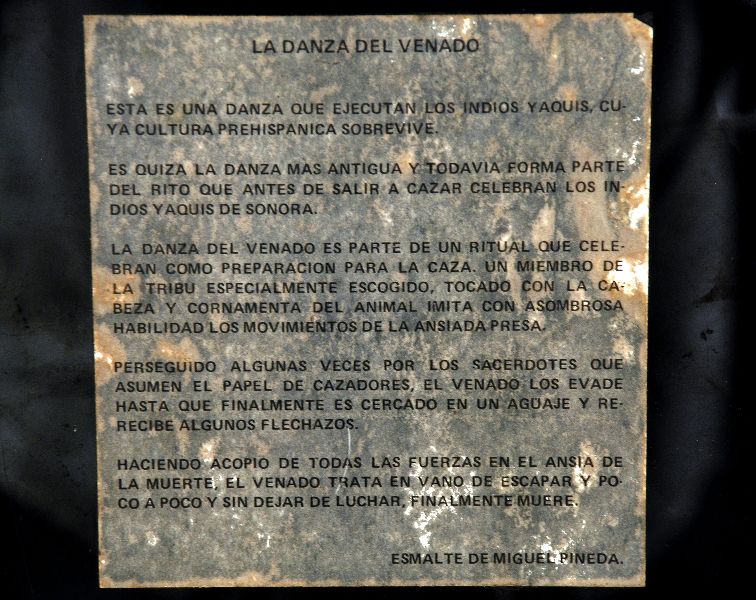 LA DANZA DEL VENADO
ESTA ES UNA DANZA QUE EJECUTAN LOS INDIOS YAQUIS, CU-
YA CULTURA PREHISPANICA SOBREVIVE.
ES QUIZA LA DANZA MAS ANTIGUA Y TODAVIA FORMA PARTE
DEL RITO QUE ANTES DE SALIR A CAZAR CELEBRAN LOS IN-
DIOS YAQUIS DE SONORA.
LA DANZA DEL VENADO ES PARTE DE UN RITUAL QUE CELE-
BRAN COMO PREPARACION PARA LA CAZA. UN MIEMBRO DE
LA TRIBU ESPECIALMENTE ESCOGIDO, TOCADO CON LA CA-
BEZA Y CORNAMENTA DEL ANIMAL IMITA CON ASOMBROSA
HABILIDAD LOS MOVIMIENTOS DE LA ANSIADA PRESA.
PERSEGUIDO ALGUNAS VECES POR LOS SACERDOTES QUE
ASUMEN EL PAPEL DE CAZADORES, EL VENADO LOS EVADE
HASTA QUE FINALMENTE ES CERCADO EN UN AGUAJE Y RE-
RECIBE ALGUNOS FLECHAZOS.
HACIENDO ACOPIO DE TODAS LAS FUERZAS EN EL ANSIA DE
LA MUERTE, EL VENADO TRATA EN VANO DE ESCAPAR Y PO-
CO A POCO Y SIN DEJAR DE LUCHAR, FINALMENTE MUERE.
ESMALTE DE MIGUEL PINEDA.